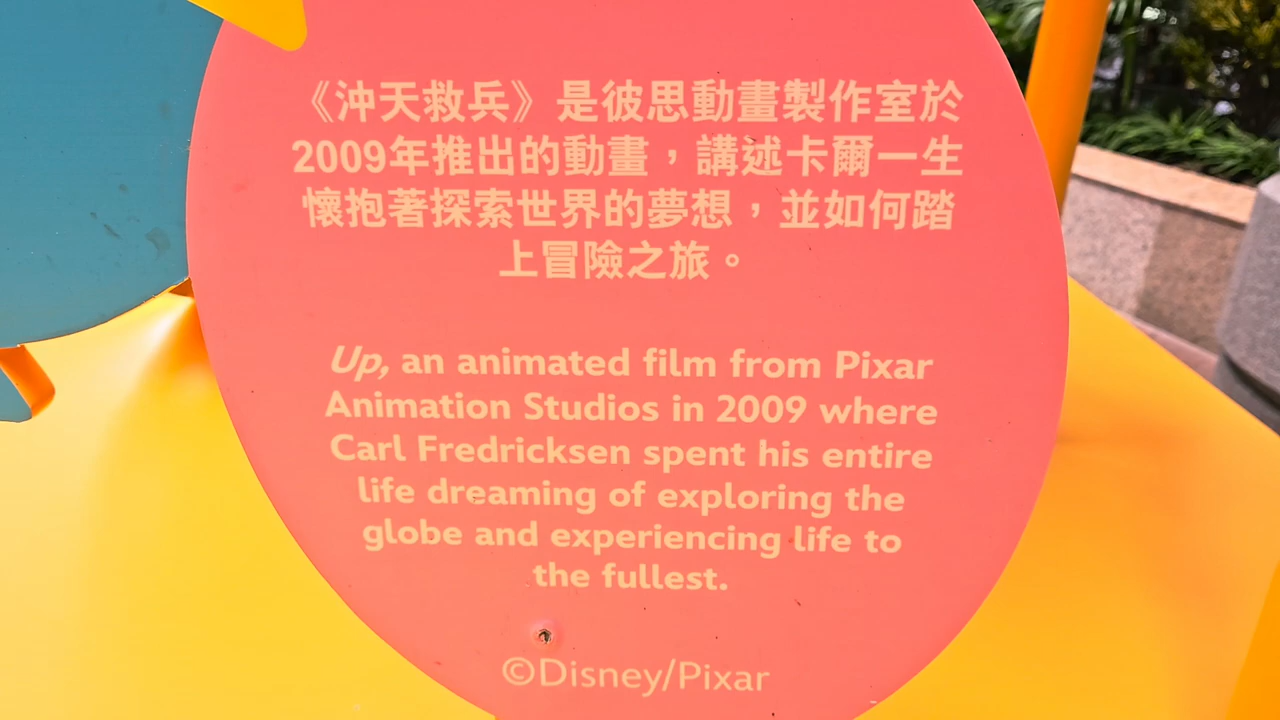 《沖天救兵》是彼思動畫製作室於
2009年推出的動畫，講述卡爾一生
懷抱著探索世界的夢想，並如何踏
上冒險之旅。
Up, an animated film from Pixar
Animation Studios in 2009 where
Carl Fredricksen spent his entire
life dreaming of exploring the
globe and experiencing life to
the fullest.
©Disney/Pixar